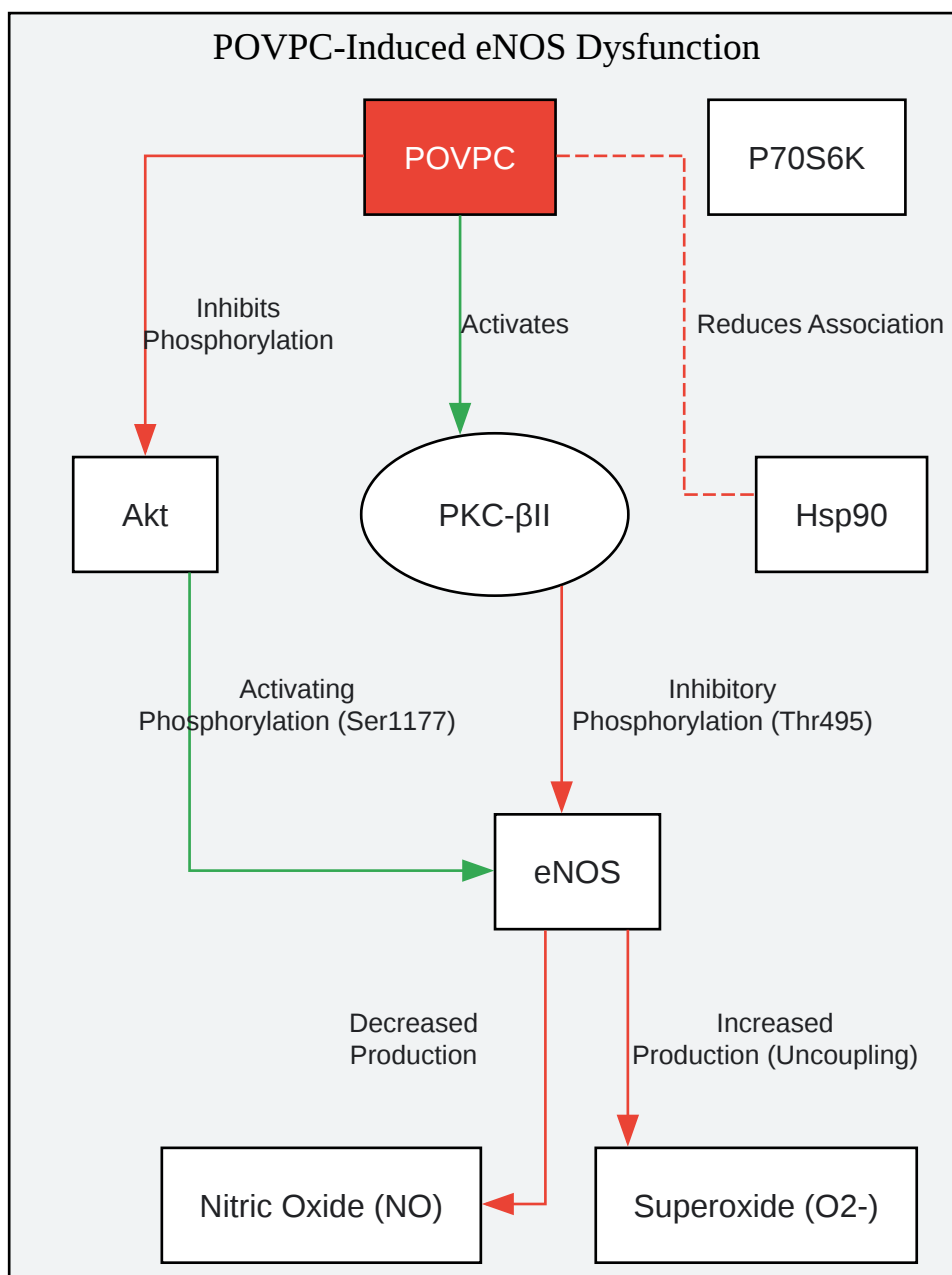 POVPC-Induced eNOS Dysfunction
POVPC
P70S6K
Inhibits
Phosphorylation
Activates
Reduces Association
Akt
PKC-βII
Hsp90
Activating
Phosphorylation (Ser1177)
Inhibitory
Phosphorylation (Thr495)
eNOS
Decreased
Production
Increased
Production (Uncoupling)
Nitric Oxide (NO)
Superoxide (O2-)